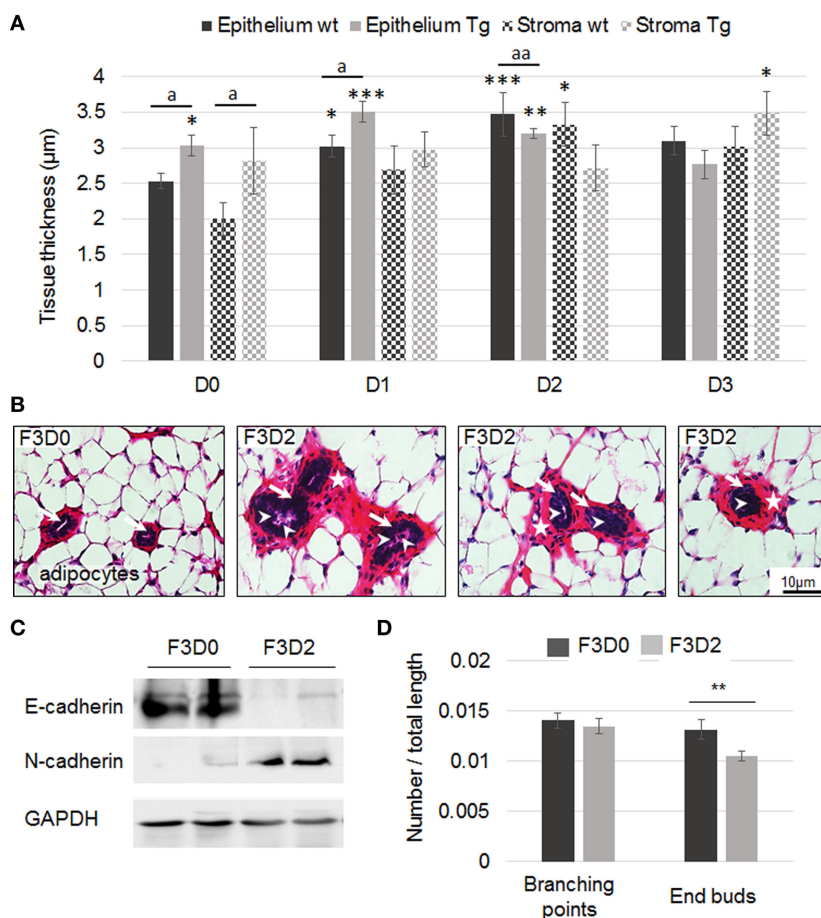 A
Epithelium wt Epithelium Tg Stroma wt Stroma Tg
Tissue thickness (µm)
4
3.5
3
2.5
2
1.5
1
0.5
0
a
*
a
*
a
***
***
aa
**
*
*
D0 D1 D2 D3
B
F3D0
adipocytes
F3D2
F3D2
F3D2
10µm
C
F3D0 F3D2
E-cadherin
N-cadherin
GAPDH
D
F3D0 F3D2
Number / total length
0.02
0.015
0.01
0.005
0
**
Branching
points
End buds